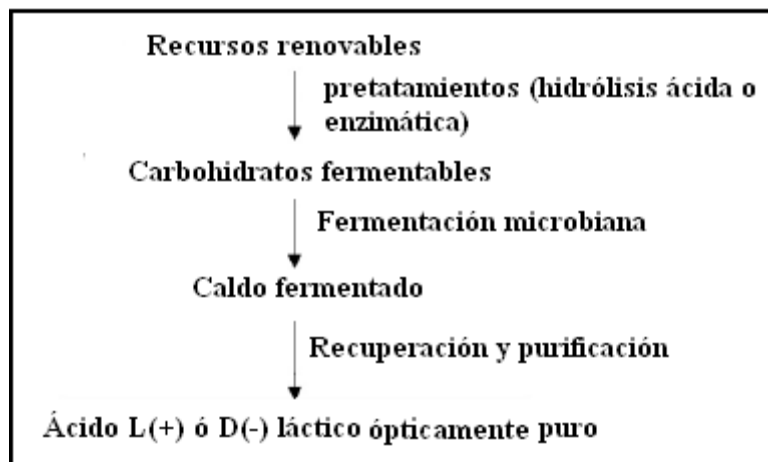 Recursos renovables
pretatamientos (hidrólisis ácida o
enzimática)
Carbohidratos fermentables
Fermentación microbiana
Caldo fermentado
Recuperación y purificación
Ácido L(+) ó D(-) láctico ópticamente puro